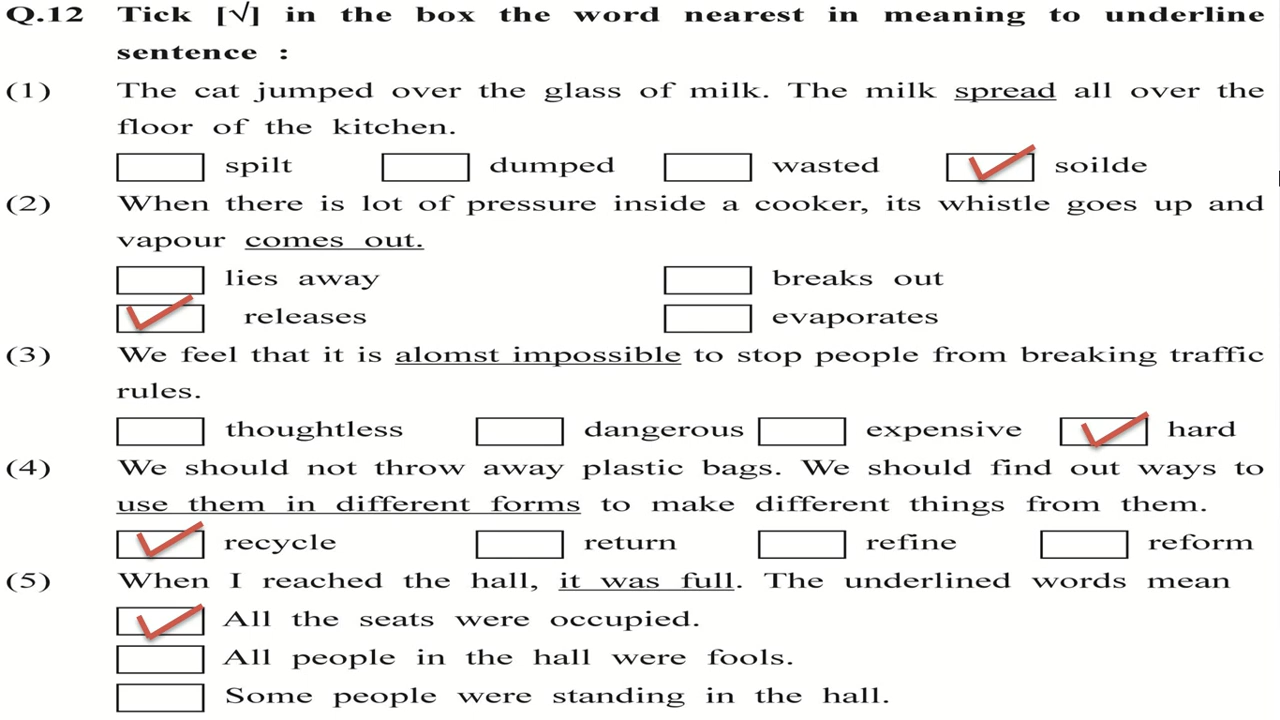 Q.12 Tick [√] in the box the word nearest in meaning to underline
sentence :
(1) The cat jumped over the glass of milk. The milk spread all over the
floor of the kitchen.
spilt dumped wasted soilde
(2) When there is lot of pressure inside a cooker, its whistle goes up and
vapour comes out.
lies away breaks out
releases evaporates
(3) We feel that it is alomst impossible to stop people from breaking traffic
rules.
thoughtless dangerous expensive hard
(4) We should not throw away plastic bags. We should find out ways to
use them in different forms to make different things from them.
recycle return refine reform
(5) When I reached the hall, it was full. The underlined words mean
All the seats were occupied.
All people in the hall were fools.
Some people were standing in the hall.